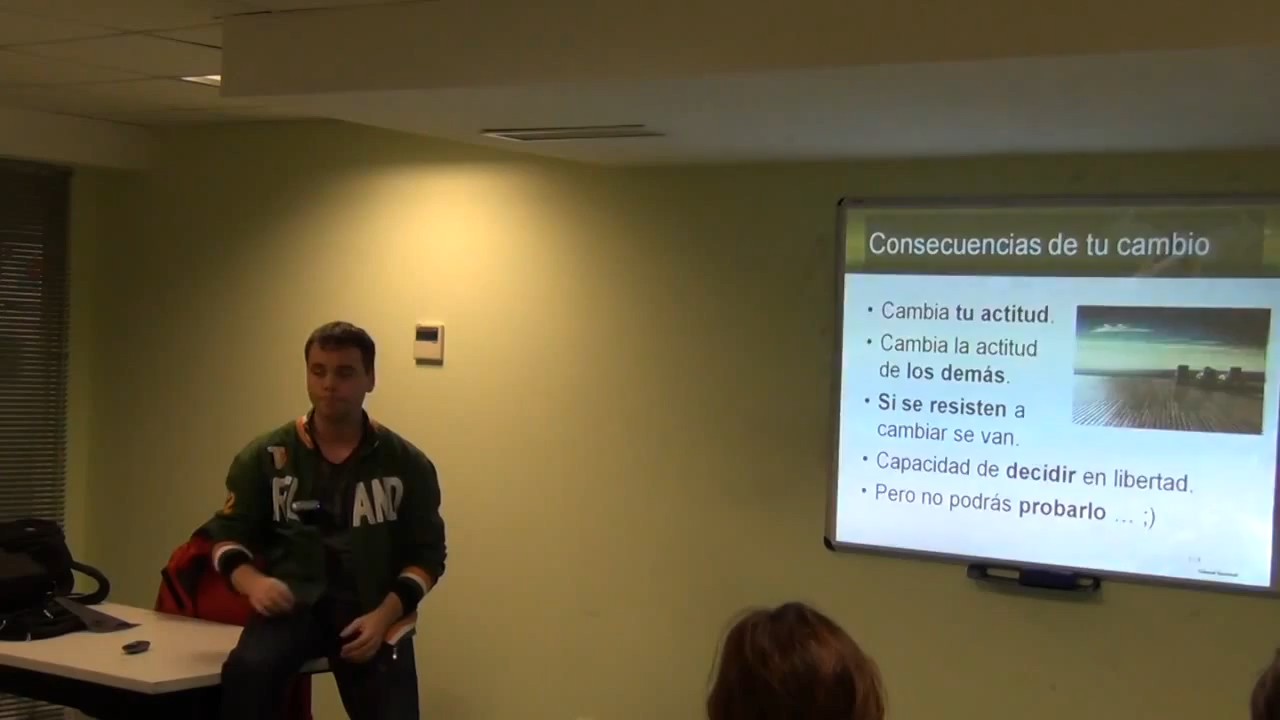 Consecuencias de tu cambio
• Cambia tu actitud.
• Cambia la actitud
de los demás.
• Si se resisten a
cambiar se van.
• Capacidad de decidir en libertad.
• Pero no podrás probarlo ... ;)